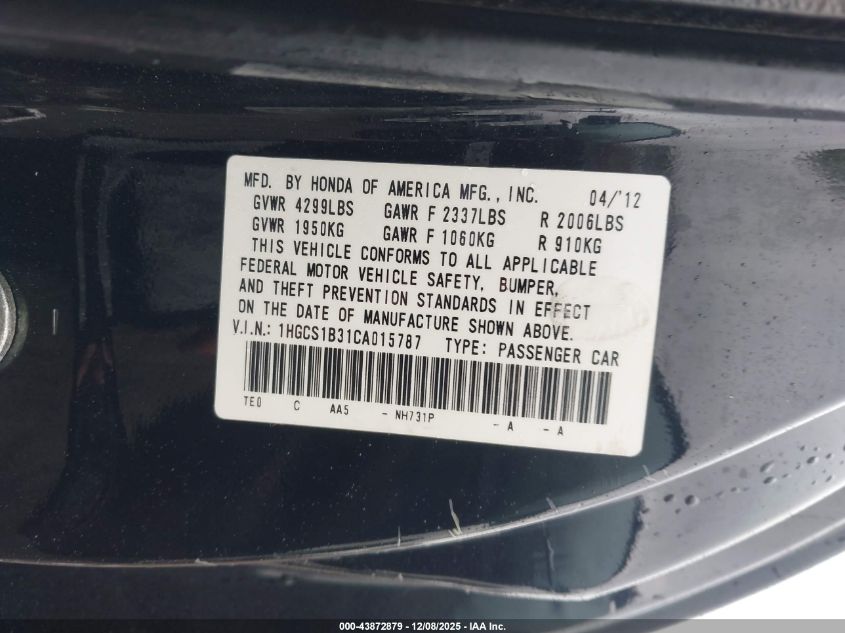 MFD. BY HONDA OF AMERICA MFG., INC. 04/'12
GVWR 4299LBS GAWR F 2337LBS R 2006LBS
GVWR 1950KG GAWR F 1060KG R 910KG
THIS VEHICLE CONFORMS TO ALL APPLICABLE
FEDERAL MOTOR VEHICLE SAFETY, BUMPER,
AND THEFT PREVENTION STANDARDS IN EFFECT
ON THE DATE OF MANUFACTURE SHOWN ABOVE.
V.I.N.: 1HGCS1B31CA015787 TYPE: PASSENGER CAR
TE0 C AA5 - NH731P - A - A
000-43872879 - 12/08/2025 - IAA Inc.